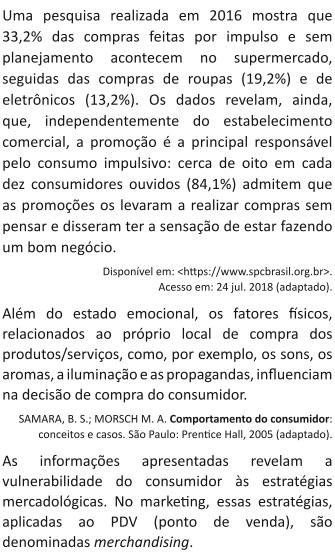 Uma pesquisa realizada em 2016 mostra que
33,2% das compras feitas por impulso e sem
planejamento acontecem no supermercado,
seguidas das compras de roupas (19,2%) e de
eletrônicos (13,2%). Os dados revelam, ainda,
que, independentemente do estabelecimento
comercial, a promoção é a principal responsável
pelo consumo impulsivo: cerca de oito em cada
dez consumidores ouvidos (84,1%) admitem que
as promoções os levaram a realizar compras sem
pensar e disseram ter a sensação de estar fazendo
um bom negócio.
Disponível em: <https://www.spcbrasil.org.br>.
Acesso em: 24 jul. 2018 (adaptado).
Além do estado emocional, os fatores físicos,
relacionados ao próprio local de compra dos
produtos/serviços, como, por exemplo, os sons, os
aromas, a iluminação e as propagandas, influenciam
na decisão de compra do consumidor.
SAMARA, B. S.; MORSCH M. A. Comportamento do consumidor:
conceitos e casos. São Paulo: Prentice Hall, 2005 (adaptado).
As informações apresentadas revelam a
vulnerabilidade do consumidor às estratégias
mercadológicas. No marketing, essas estratégias,
aplicadas ao PDV (ponto de venda), são
denominadas merchandising.